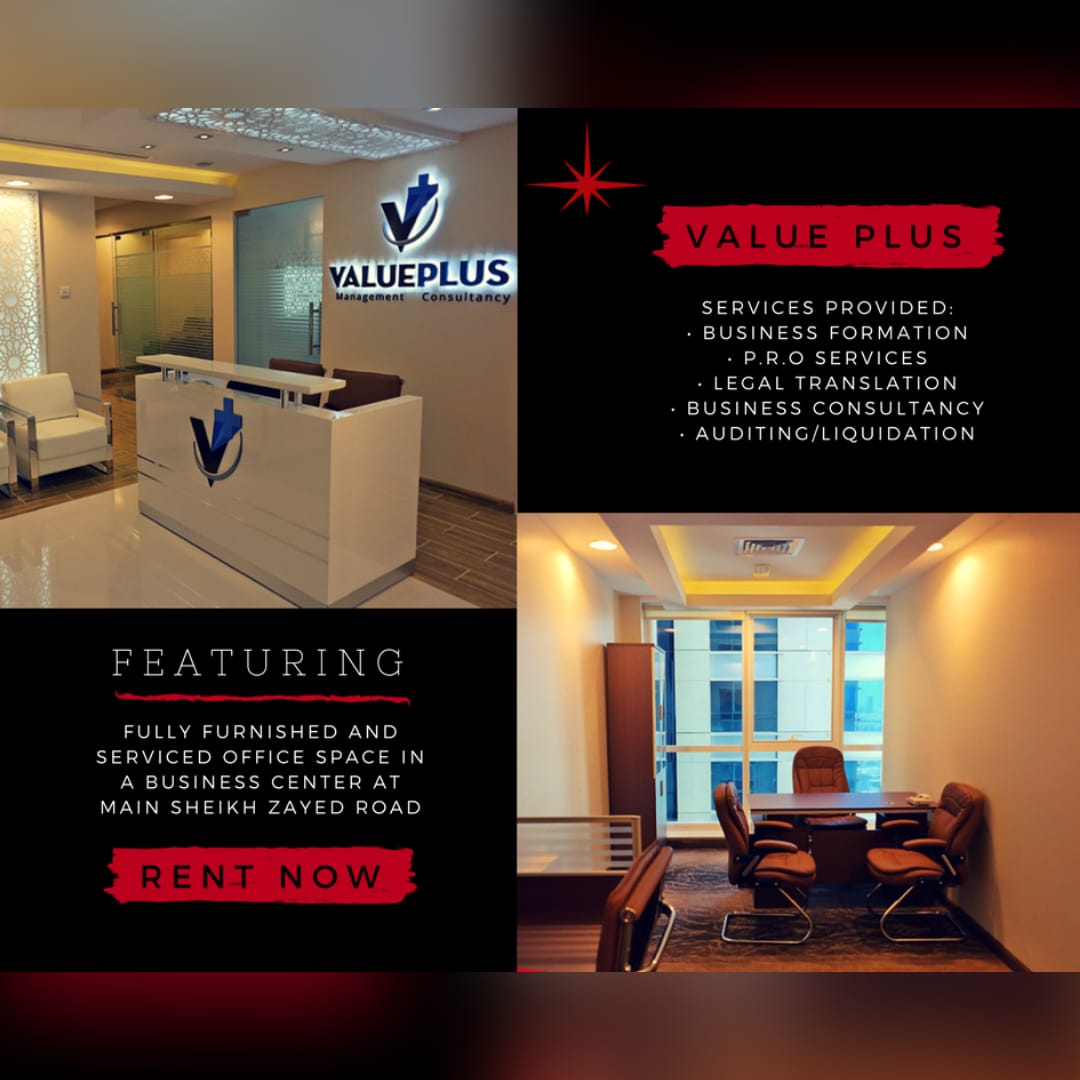 VALUEPLUS
Management Consultancy
VALUE PLUS
SERVICES PROVIDED:
• BUSINESS FORMATION
• P.R.O SERVICES
• LEGAL TRANSLATION
• BUSINESS CONSULTANCY
• AUDITING/LIQUIDATION
FEATURING
FULLY FURNISHED AND
SERVICED OFFICE SPACE IN
A BUSINESS CENTER AT
MAIN SHEIKH ZAYED ROAD
RENT NOW